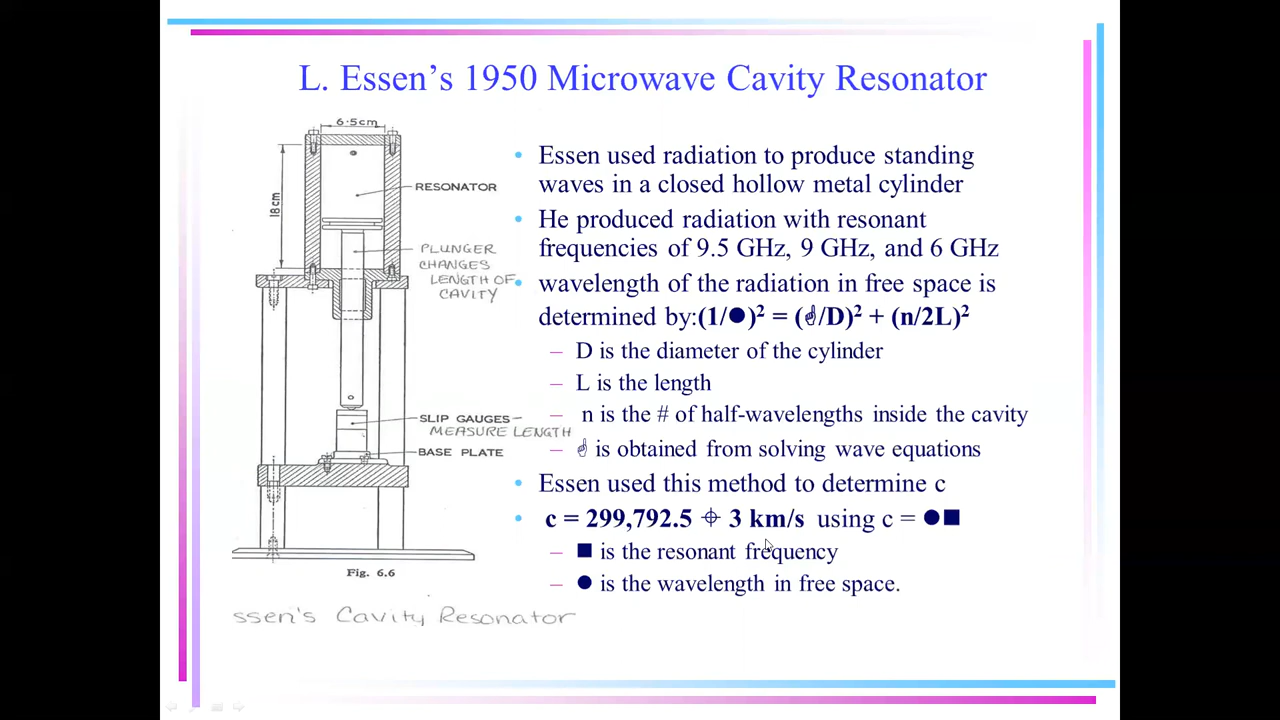 L. Essen's 1950 Microwave Cavity Resonator
6.5cm
18cm
RESONATOR
PLUNGER
CHANGES
LENGTH OF
CAVITY
SLIP GAUGES
MEASURE LENGTH
BASE PLATE
Fig. 6.6
ssen's Cavity Resonator
• Essen used radiation to produce standing
waves in a closed hollow metal cylinder
• He produced radiation with resonant
frequencies of 9.5 GHz, 9 GHz, and 6 GHz
• wavelength of the radiation in free space is
determined by:(1/●)² = (☝/D)² + (n/2L)²
– D is the diameter of the cylinder
– L is the length
– n is the # of half-wavelengths inside the cavity
– ☝ is obtained from solving wave equations
• Essen used this method to determine c
• c = 299,792.5 ⌖ 3 km/s using c = ●■
– ■ is the resonant frequency
– ● is the wavelength in free space.